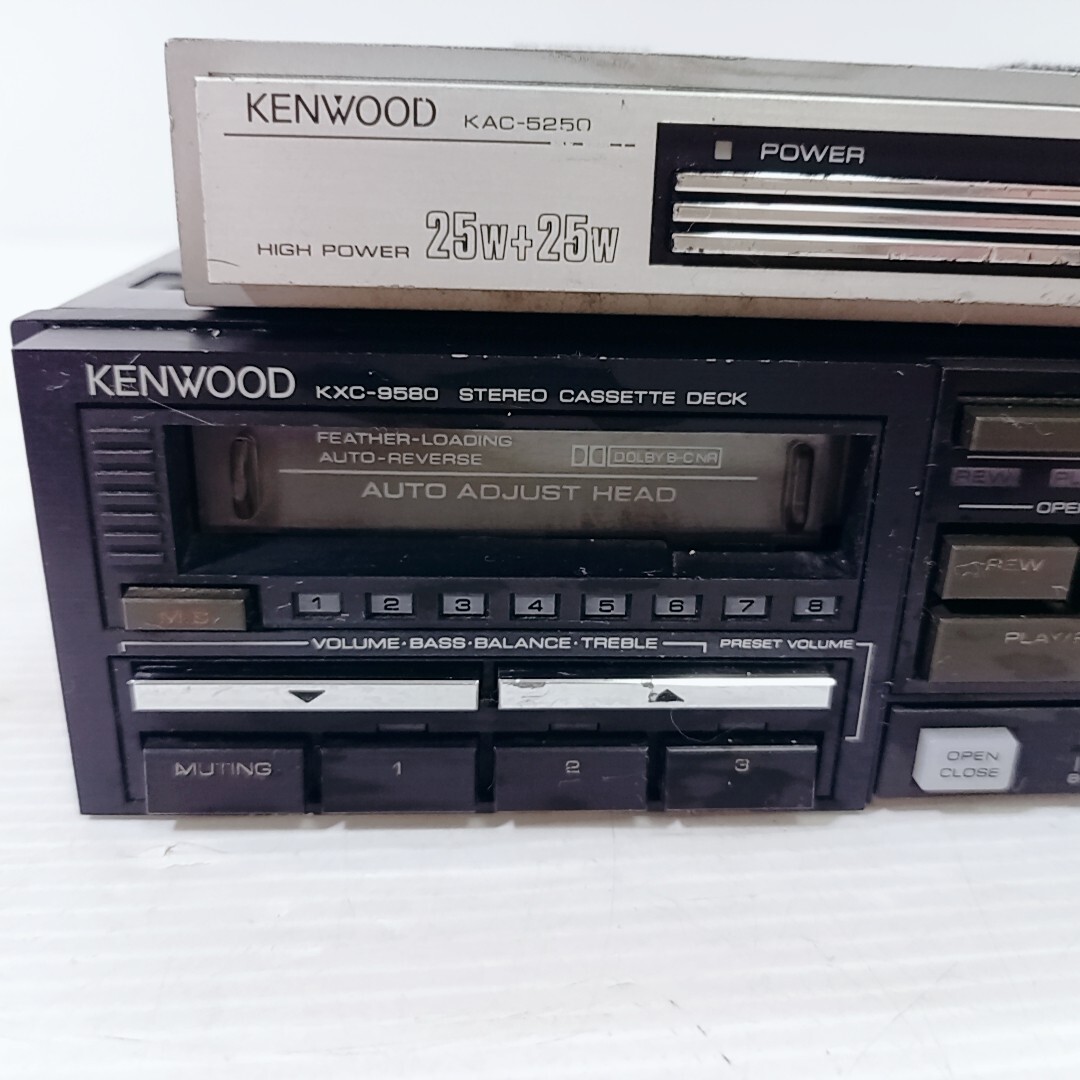 KENWOOD KAC-5250
POWER
HIGH POWER 25W+25W
KENWOOD KXC-9580 STEREO CASSETTE DECK
FEATHER-LOADING
AUTO-REVERSE DOLBY B-C NR
AUTO ADJUST HEAD
M.S.
1 2 3 4 5 6 7 8
VOLUME·BASS·BALANCE·TREBLE PRESET VOLUME
MUTING 1 2 3
REW
REW
OPEN
CLOSE